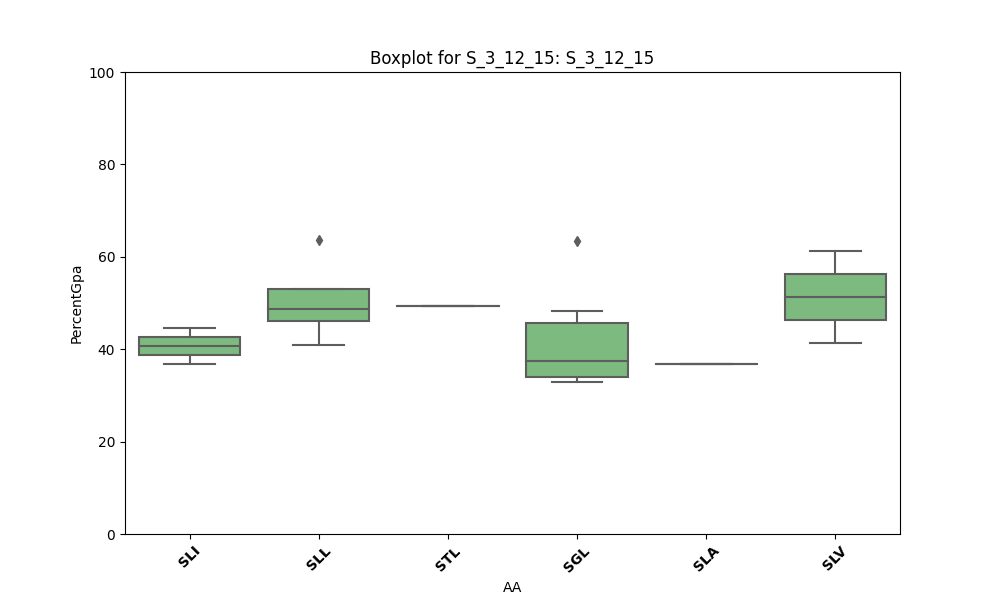 Boxplot for S_3_12_15: S_3_12_15
PercentGpa
100
80
60
40
20
0
SLI
SLL
STL
SGL
SLA
SLV
AA